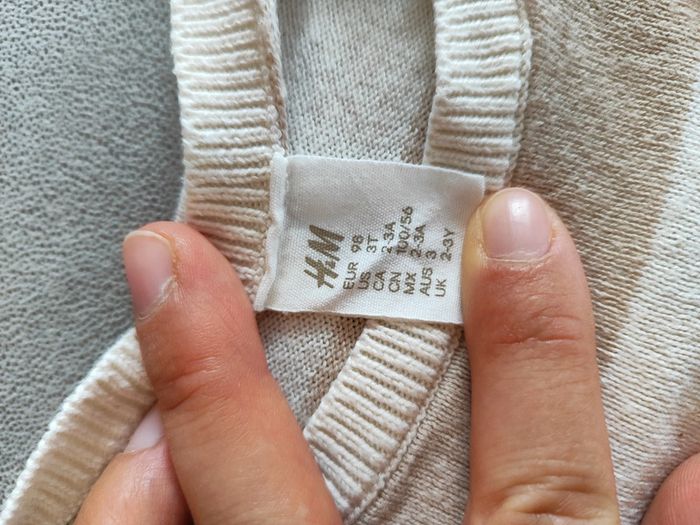 H&M
EUR 98
US 3T
CA 2-3A
CN 100/56
MX 2-3A
AUS 3
UK 2-3Y